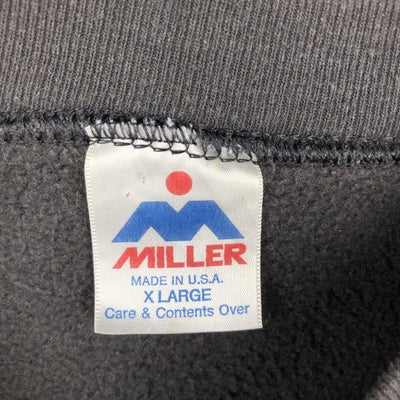 MILLER
MADE IN U.S.A.
X LARGE
Care & Contents Over